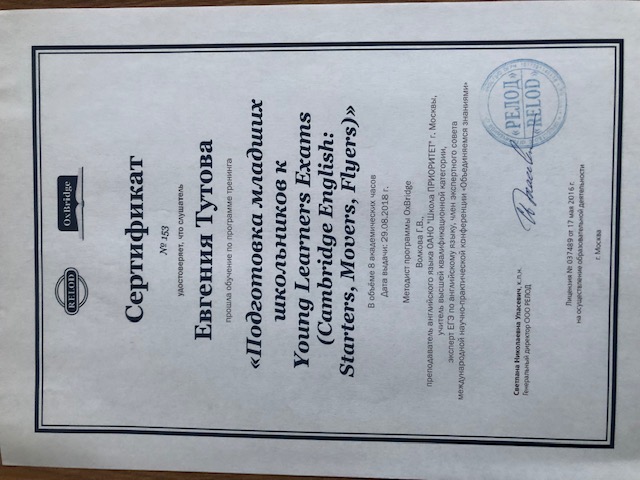 RELOD
OxBridge
Сертификат
№ 153
удостоверяет, что слушатель
Евгения Тутова
прошла обучение по программе тренинга
«Подготовка младших
школьников к
Young Learners Exams
(Cambridge English:
Starters, Movers, Flyers)»
В объёме 8 академических часов
Дата выдачи: 29.08.2018 г.
Методист программы OxBridge
Волкова Г.В.,
преподаватель английского языка ОАНО "Школа ПРИОРИТЕТ" г. Москвы,
учитель высшей квалификационной категории,
эксперт ЕГЭ по английскому языку, член экспертного совета
международной научно-практической конференции «Объединяемся знаниями»
Светлана Николаевна Уласевич, к.п.н.
Генеральный директор ООО РЕЛОД
«РЕЛОД»
«RELOD»
Лицензия № 037489 от 17 мая 2016 г.
на осуществление образовательной деятельности
г. Москва